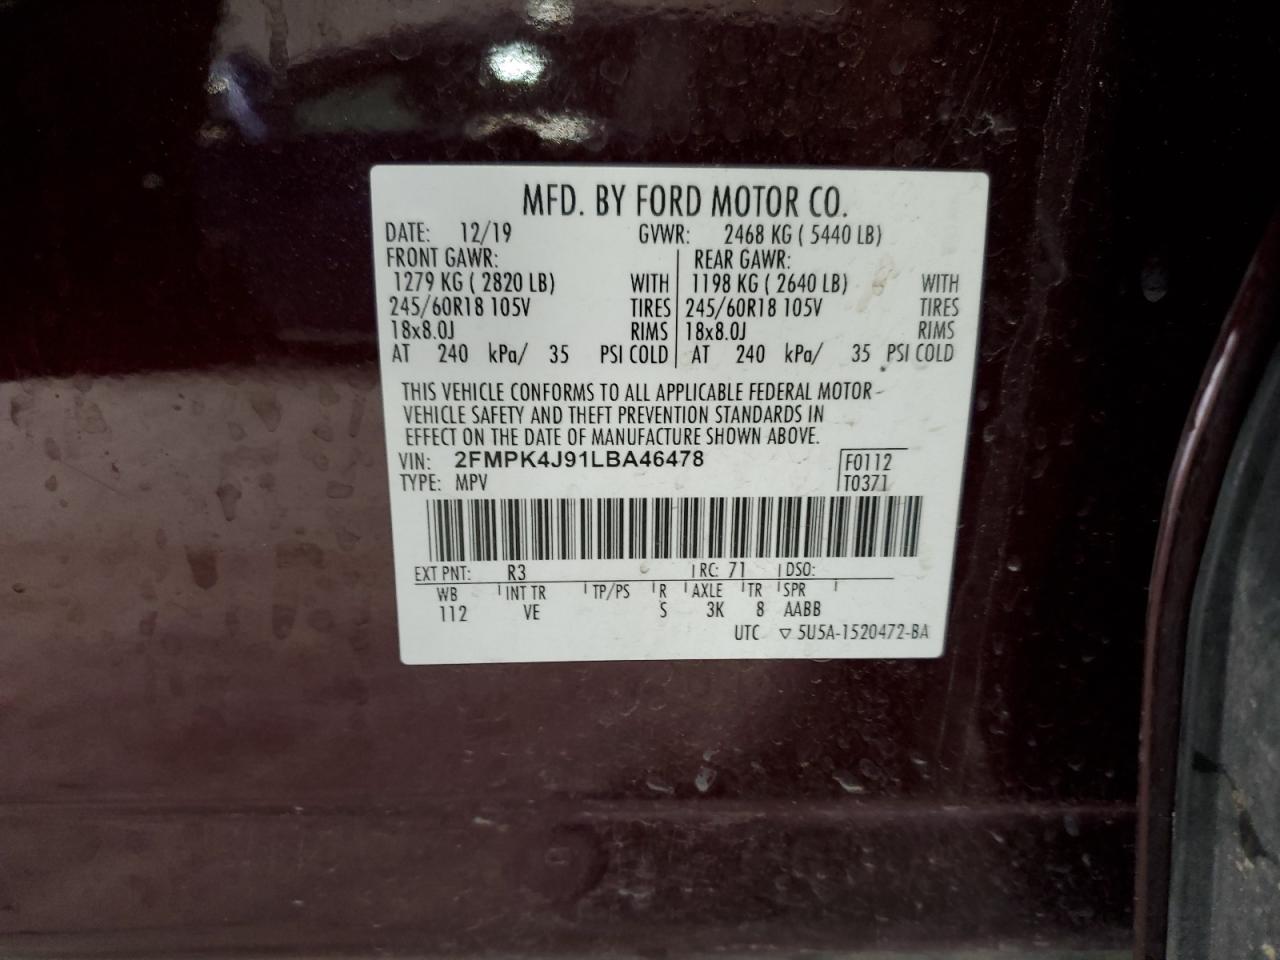 MFD. BY FORD MOTOR CO.
DATE: 12/19 GVWR: 2468 KG ( 5440 LB)
FRONT GAWR: REAR GAWR:
1279 KG ( 2820 LB) WITH 1198 KG ( 2640 LB) WITH
245/60R18 105V TIRES 245/60R18 105V TIRES
18x8.0J RIMS 18x8.0J RIMS
AT 240 kPa/ 35 PSI COLD AT 240 kPa/ 35 PSI COLD
THIS VEHICLE CONFORMS TO ALL APPLICABLE FEDERAL MOTOR
VEHICLE SAFETY AND THEFT PREVENTION STANDARDS IN
EFFECT ON THE DATE OF MANUFACTURE SHOWN ABOVE.
VIN: 2FMPK4J91LBA46478 F0112
TYPE: MPV T0371
EXT PNT: R3 RC: 71 DSO:
WB INT TR TP/PS R AXLE TR SPR
112 VE S 3K 8 AABB
UTC ▽ 5U5A-1520472-BA